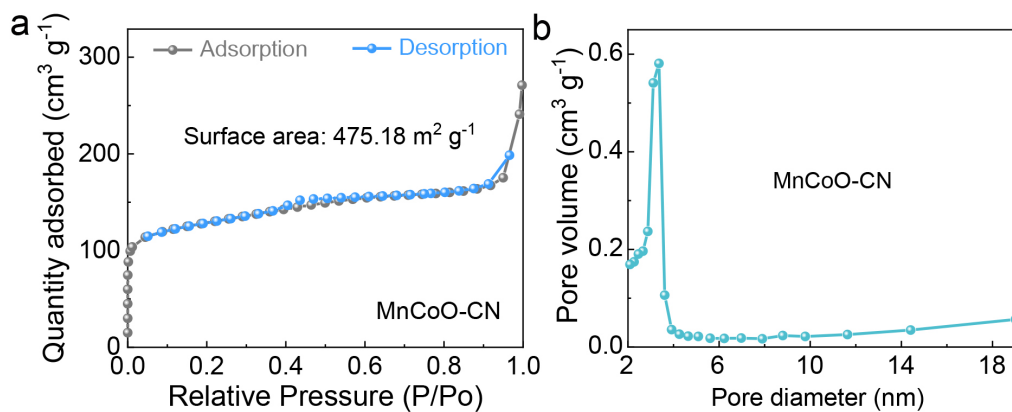 a
Adsorption Desorption
Surface area: 475.18 m² g⁻¹
MnCoO-CN
Quantity adsorbed (cm³ g⁻¹)
300
200
100
0
0.0 0.2 0.4 0.6 0.8 1.0
Relative Pressure (P/Po)
b
MnCoO-CN
Pore volume (cm³ g⁻¹)
0.6
0.4
0.2
0.0
2 4 6 8 10 12 14 16 18
Pore diameter (nm)